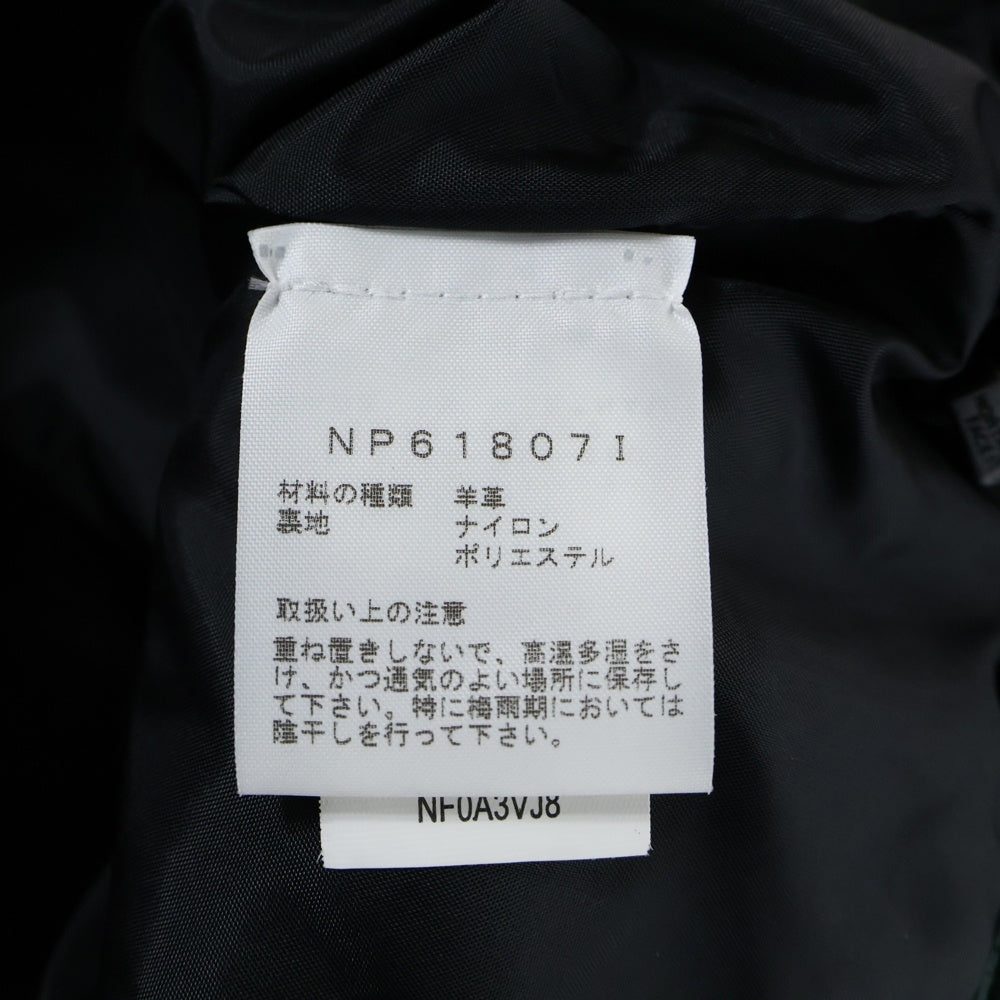 NP61807I
材料の種類 羊革
裏地 ナイロン
ポリエステル
取扱い上の注意
重ね置きしないで、高温多湿をさ
け、かつ通気のよい場所に保存し
て下さい。特に梅雨期においては
陰干しを行って下さい。
NF0A3VJ8